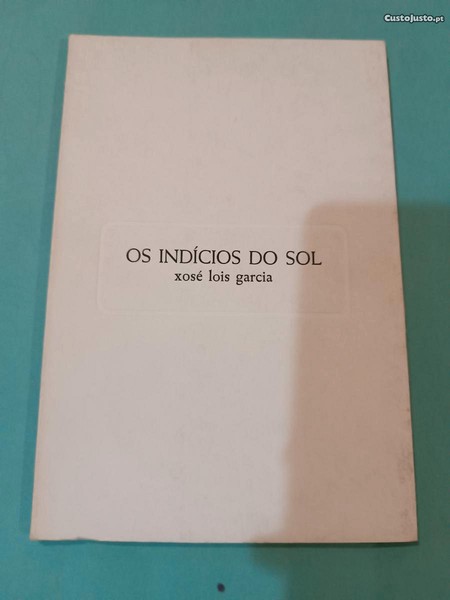 CustoJusto.pt
OS INDÍCIOS DO SOL
xosé lois garcia